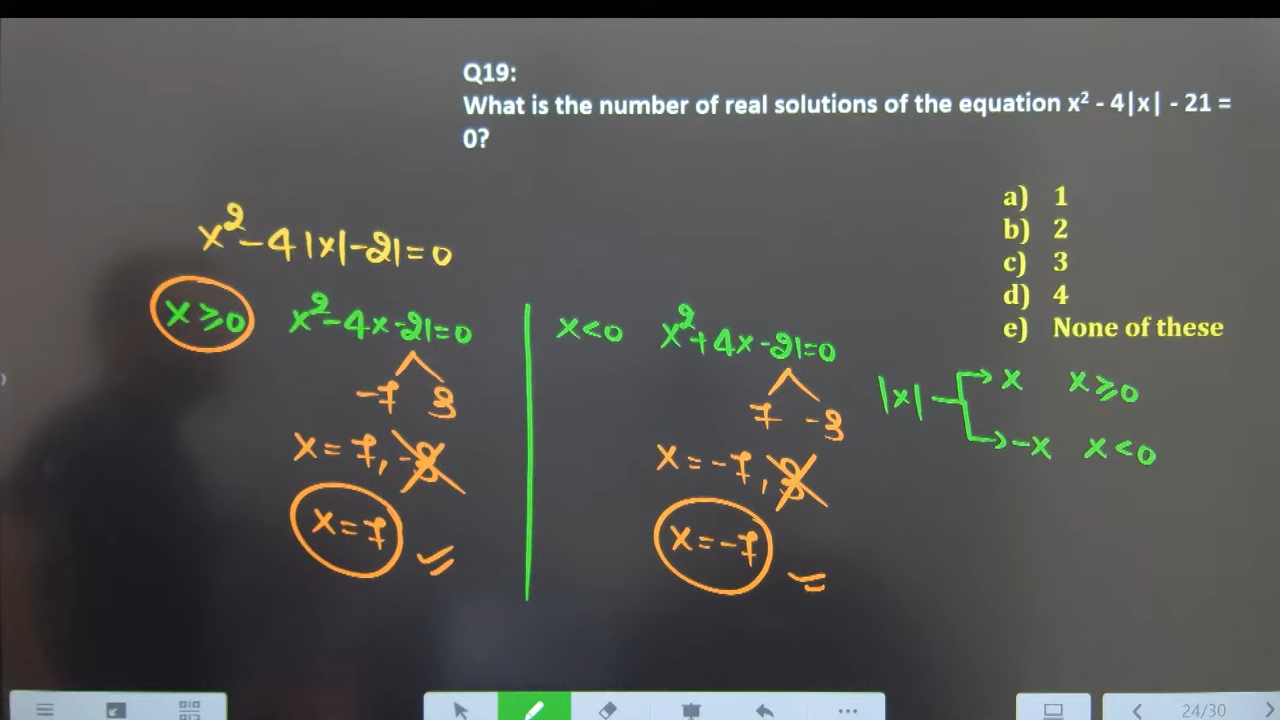 Q19:
What is the number of real solutions of the equation x² - 4|x| - 21 =
0?
a) 1
b) 2
c) 3
d) 4
e) None of these
x²-4|x|-21=0
x≥0 x²-4x-21=0
-7 3
x=7, -3
x=7
x<0 x²+4x-21=0
7 -3
x=-7, 3
x=-7
|x| x x≥0
-x x<0
24/30